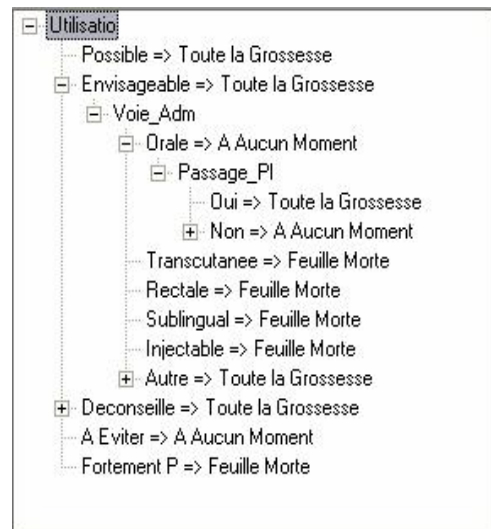 Utilisatio
Possible => Toute la Grossesse
Envisageable => Toute la Grossesse
Voie_Adm
Orale => A Aucun Moment
Passage_Pl
Oui => Toute la Grossesse
Non => A Aucun Moment
Transcutanee => Feuille Morte
Rectale => Feuille Morte
Sublingual => Feuille Morte
Injectable => Feuille Morte
Autre => Toute la Grossesse
Deconseille => Toute la Grossesse
A Eviter => A Aucun Moment
Fortement P => Feuille Morte